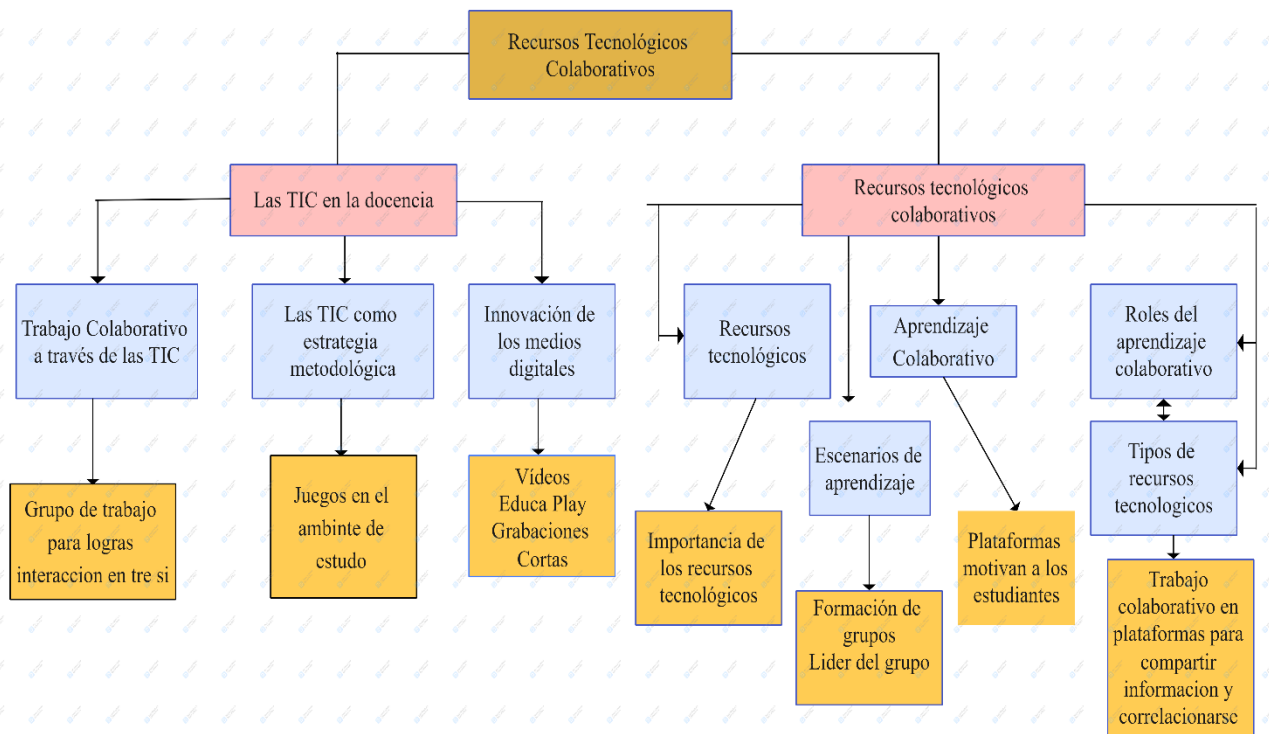 Recursos Tecnológicos
Colaborativos
Las TIC en la docencia
Recursos tecnológicos
colaborativos
Trabajo Colaborativo
a través de las TIC
Las TIC como
estrategia
metodológica
Innovación de
los medios
digitales
Recursos
tecnológicos
Aprendizaje
Colaborativo
Roles del
aprendizaje
colaborativo
Escenarios de
aprendizaje
Tipos de
recursos
tecnologicos
Grupo de trabajo
para logras
interaccion en tre si
Juegos en el
ambinte de
estudo
Vídeos
Educa Play
Grabaciones
Cortas
Importancia de
los recursos
tecnológicos
Formación de
grupos
Lider del grupo
Plataformas
motivan a los
estudiantes
Trabajo
colaborativo en
plataformas para
compartir
informacion y
correlacionarse